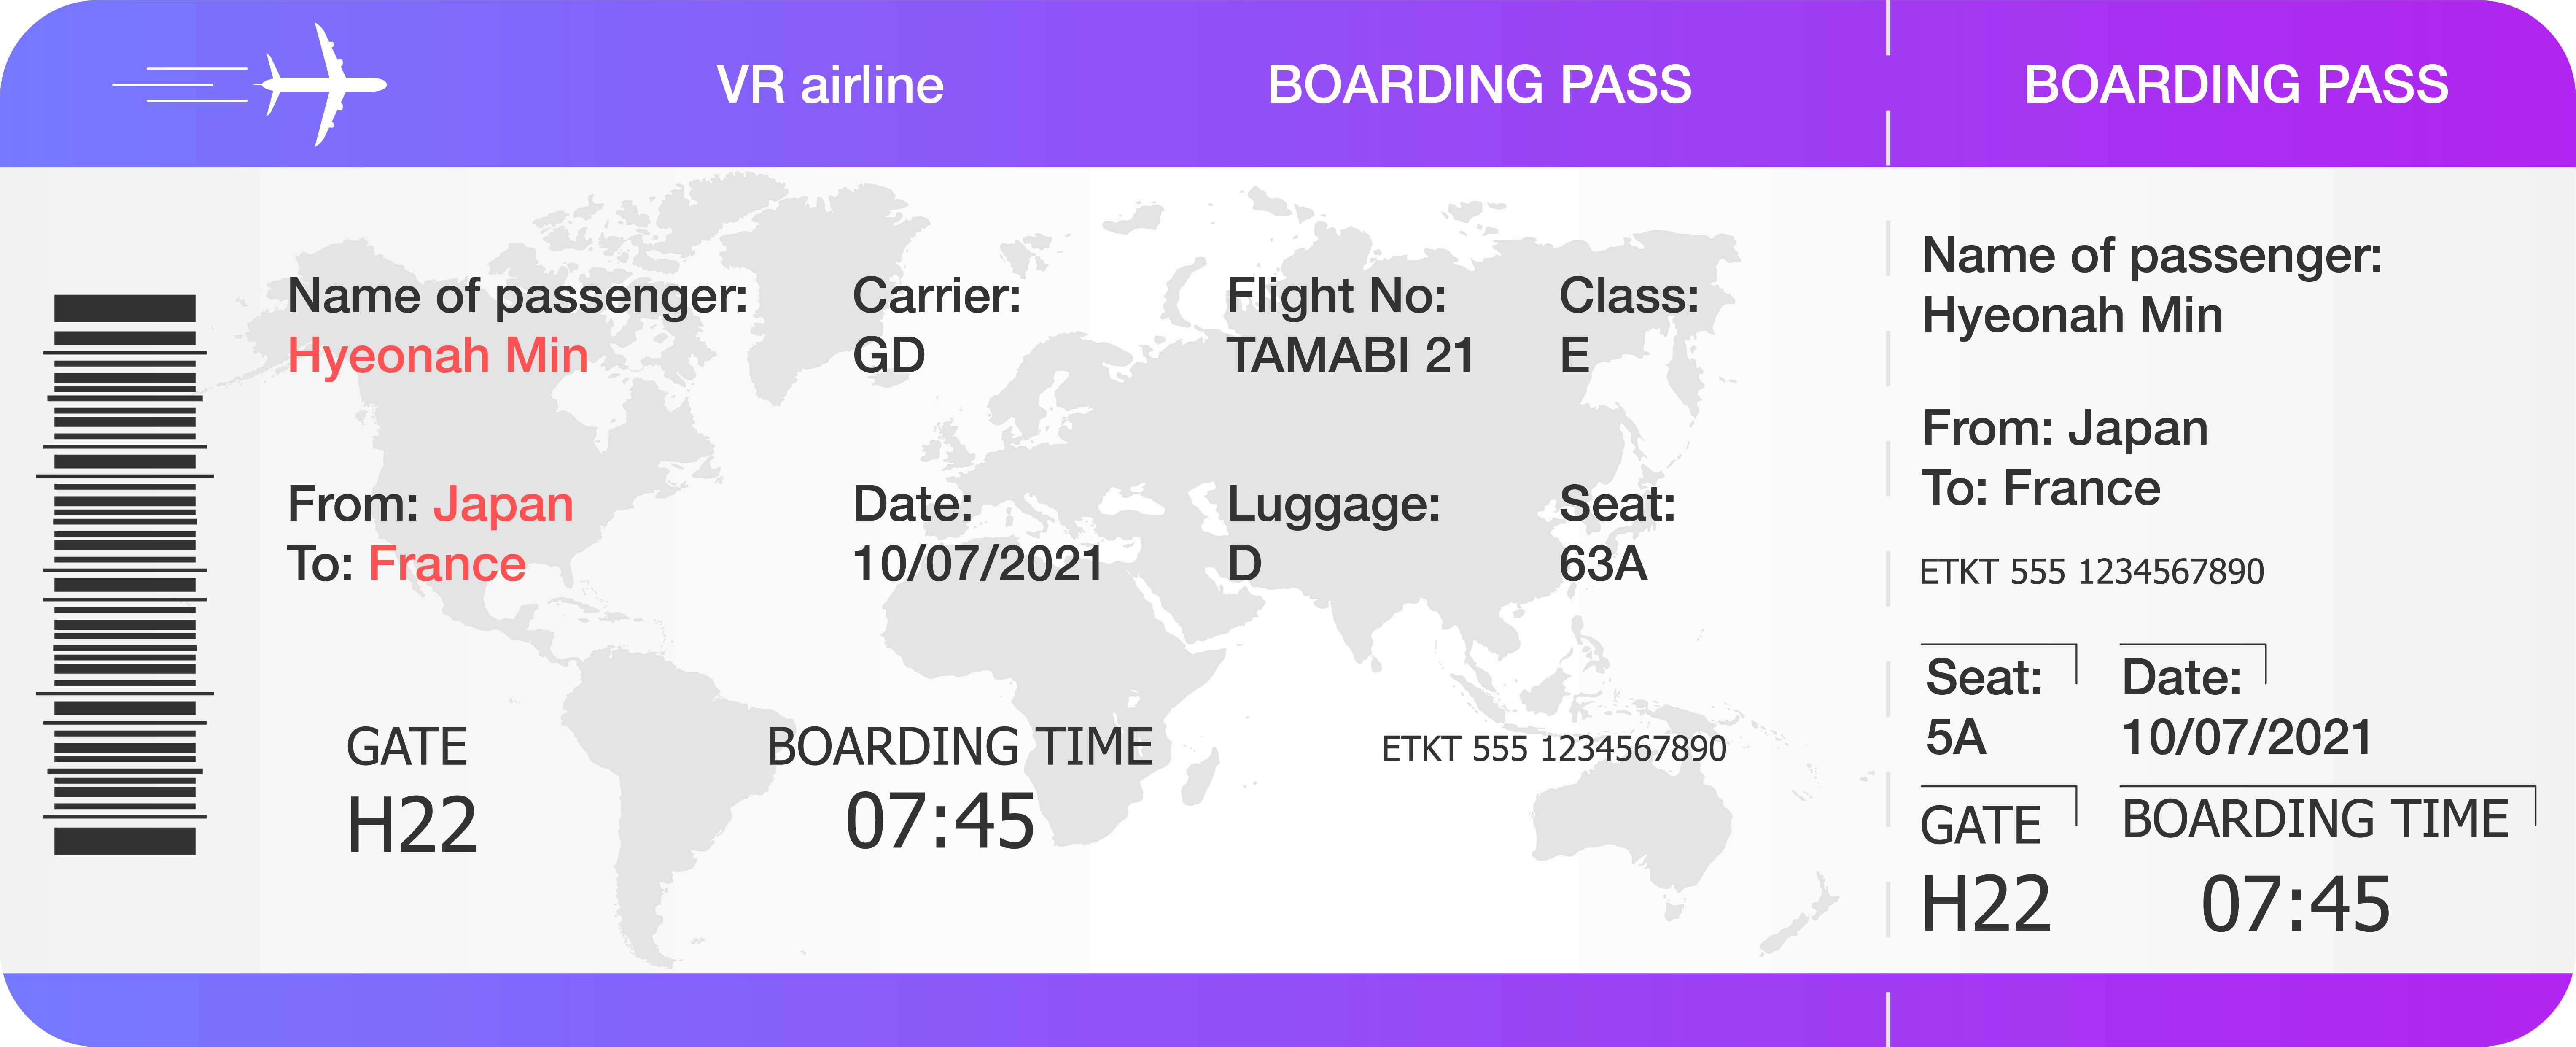 VR airline
BOARDING PASS
BOARDING PASS
Name of passenger:
Hyeonah Min
Carrier:
GD
Flight No:
TAMABI 21
Class:
E
From: Japan
To: France
Date:
10/07/2021
Luggage:
D
Seat:
63A
GATE
H22
BOARDING TIME
07:45
ETKT 555 1234567890
Name of passenger:
Hyeonah Min
From: Japan
To: France
ETKT 555 1234567890
Seat:
5A
Date:
10/07/2021
GATE
H22
BOARDING TIME
07:45